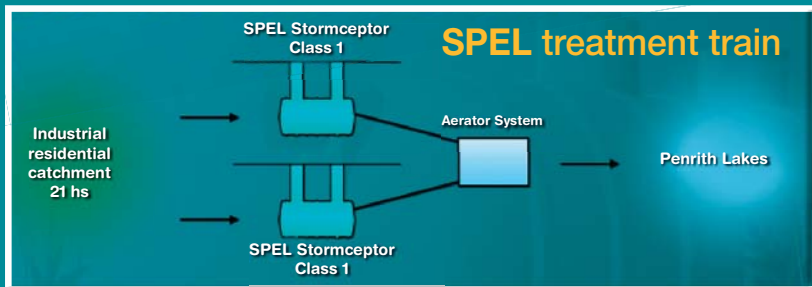 SPEL treatment train
SPEL Stormceptor
Class 1
Industrial
residential
catchment
21 hs
Aerator System
Penrith Lakes
SPEL Stormceptor
Class 1